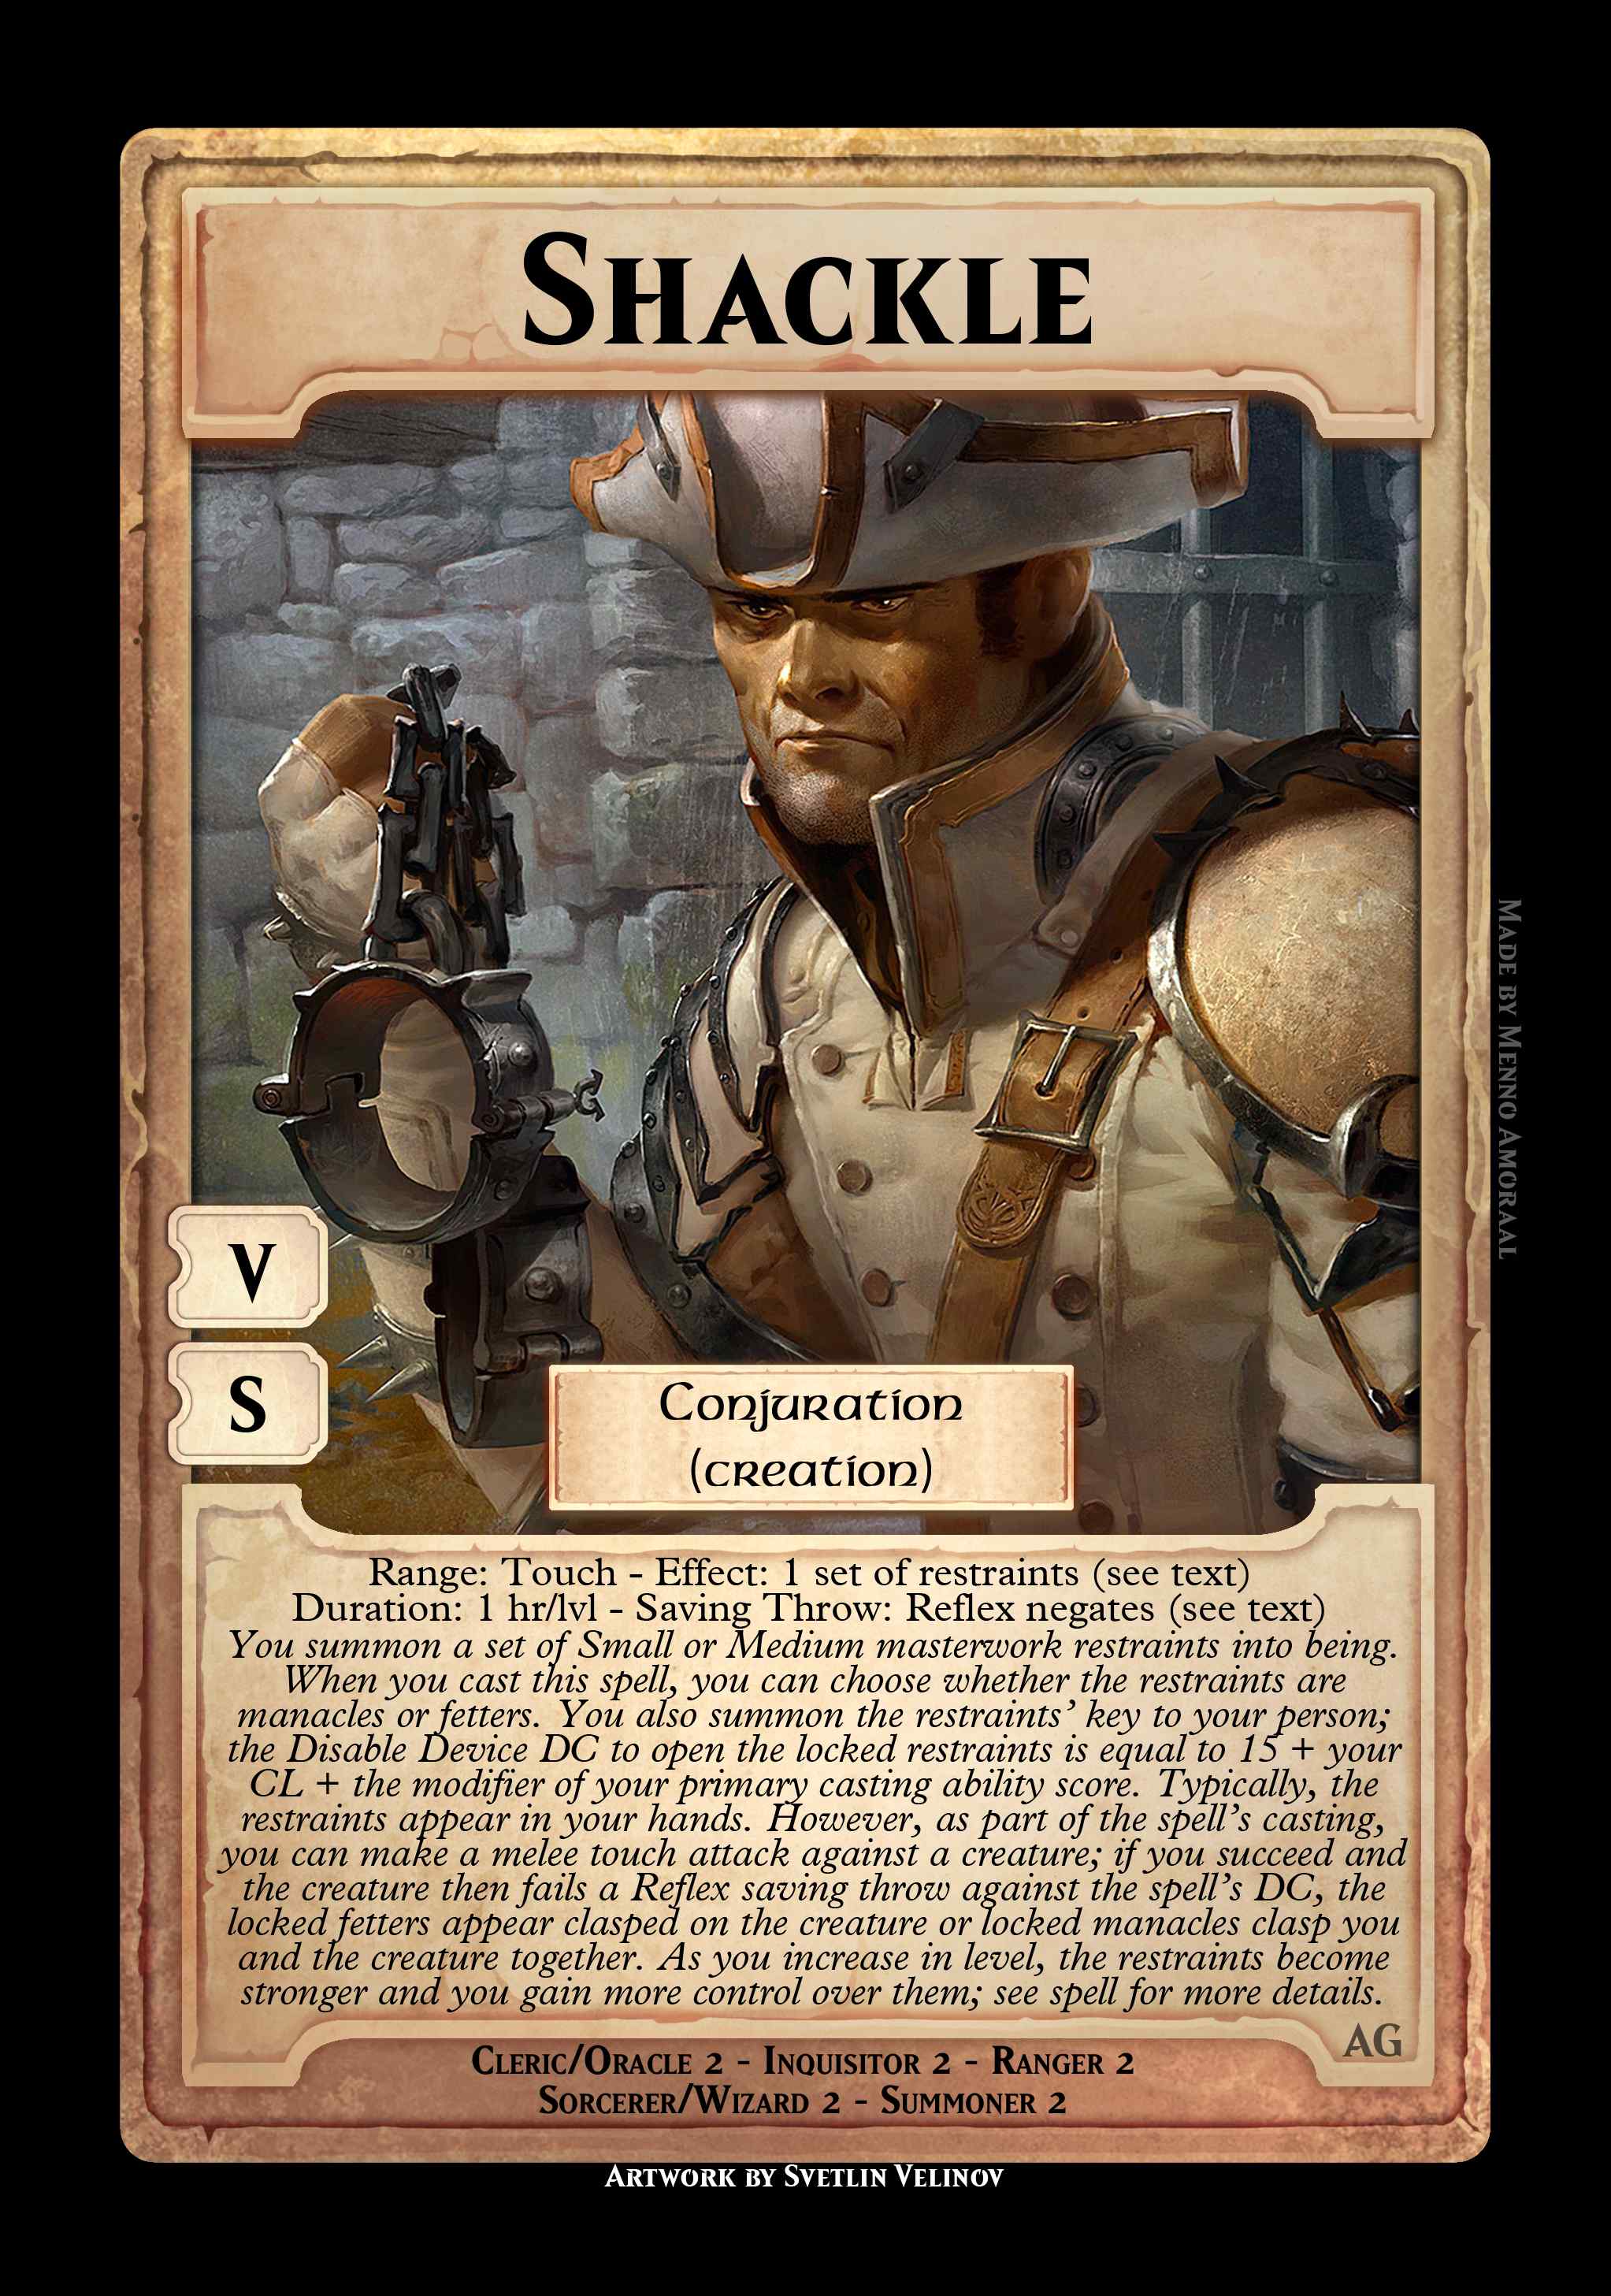 Shackle
V
S
Conjuration
(creation)
Range: Touch - Effect: 1 set of restraints (see text)
Duration: 1 hr/lvl - Saving Throw: Reflex negates (see text)
You summon a set of Small or Medium masterwork restraints into being.
When you cast this spell, you can choose whether the restraints are
manacles or fetters. You also summon the restraints’ key to your person;
the Disable Device DC to open the locked restraints is equal to 15 + your
CL + the modifier of your primary casting ability score. Typically, the
restraints appear in your hands. However, as part of the spell’s casting,
you can make a melee touch attack against a creature; if you succeed and
the creature then fails a Reflex saving throw against the spell’s DC, the
locked fetters appear clasped on the creature or locked manacles clasp you
and the creature together. As you increase in level, the restraints become
stronger and you gain more control over them; see spell for more details.
AG
Cleric/Oracle 2 - Inquisitor 2 - Ranger 2
Sorcerer/Wizard 2 - Summoner 2
Artwork by Svetlin Velinov
Made by Menno Amoraal